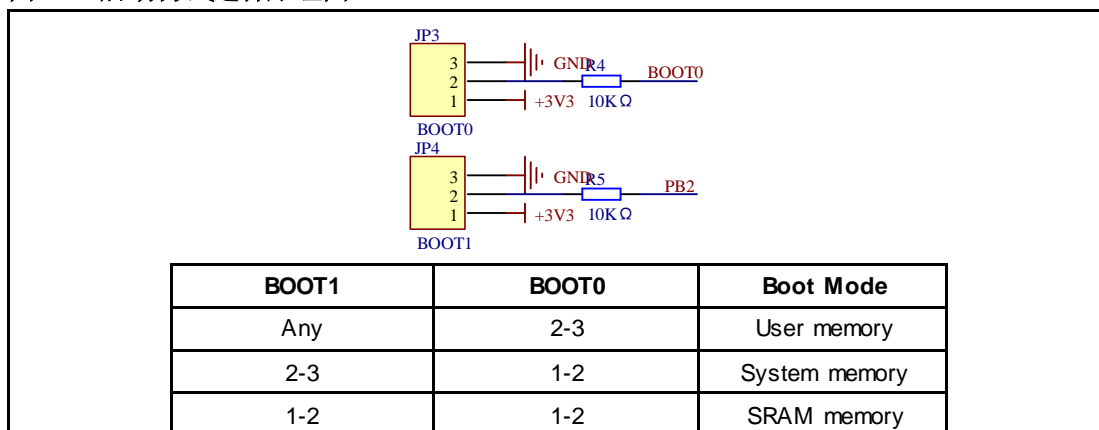 JP3
3
GND
R4
BOOT0
2
1
+3V3
10KΩ
BOOT0
JP4
3
GND
R5
PB2
2
1
+3V3
10KΩ
BOOT1
BOOT1 BOOT0 Boot Mode
Any 2-3 User memory
2-3 1-2 System memory
1-2 1-2 SRAM memory